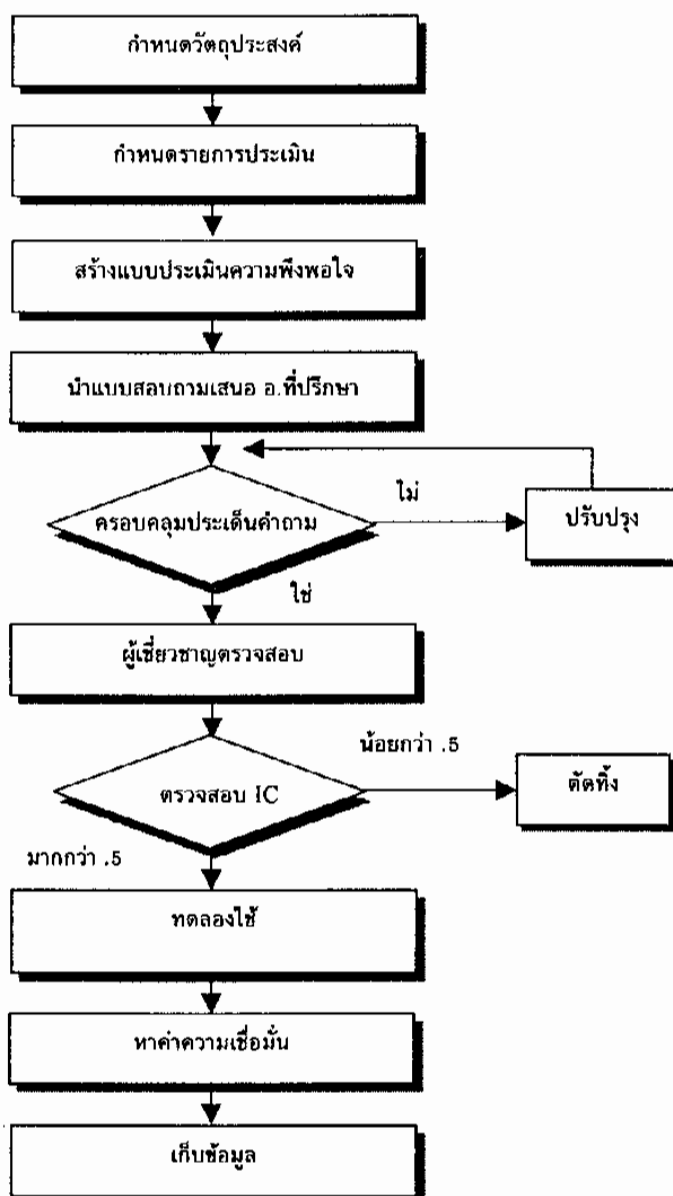 กำหนดวัตถุประสงค์
กำหนดรายการประเมิน
สร้างแบบประเมินความพึงพอใจ
นำแบบสอบถามเสนอ อ.ที่ปรึกษา
ไม่
ครอบคลุมประเด็นคำถาม
ปรับปรุง
ใช่
ผู้เชี่ยวชาญตรวจสอบ
น้อยกว่า .5
ตรวจสอบ IC
ตัดทิ้ง
มากกว่า .5
ทดลองใช้
หาค่าความเชื่อมั่น
เก็บข้อมูล